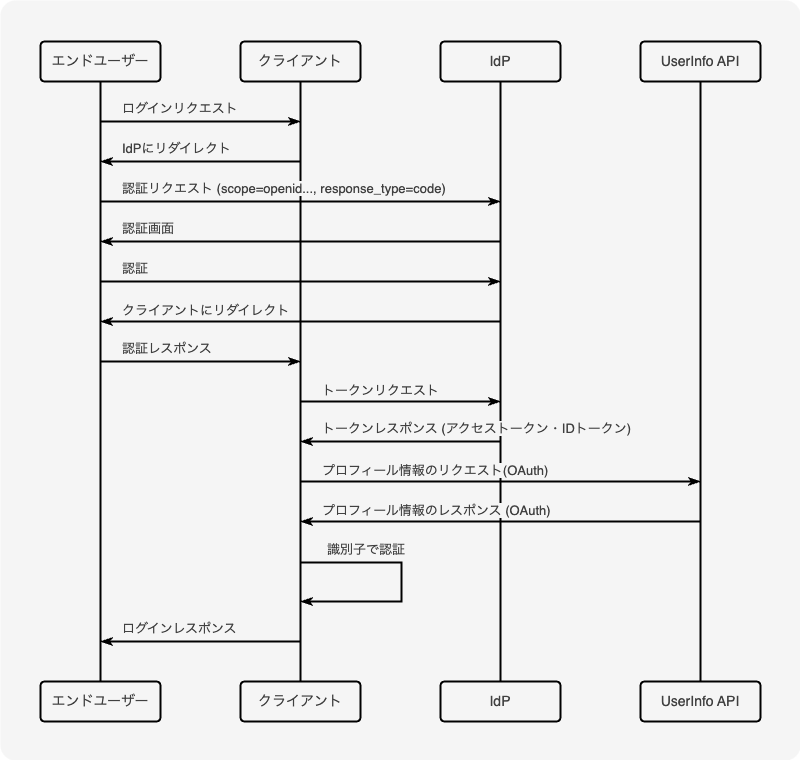 エンドユーザー
クライアント
IdP
UserInfo API
ログインリクエスト
IdPにリダイレクト
認証リクエスト (scope=openid..., response_type=code)
認証画面
認証
クライアントにリダイレクト
認証レスポンス
トークンリクエスト
トークンレスポンス (アクセストークン・IDトークン)
プロフィール情報のリクエスト(OAuth)
プロフィール情報のレスポンス (OAuth)
識別子で認証
ログインレスポンス
エンドユーザー
クライアント
IdP
UserInfo API